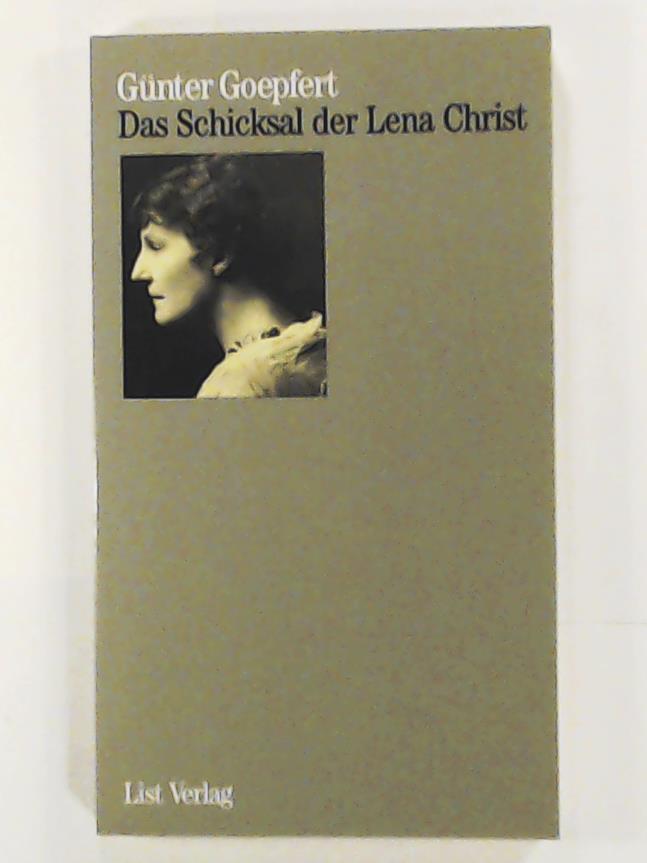 Günter Goepfert
Das Schicksal der Lena Christ
List Verlag